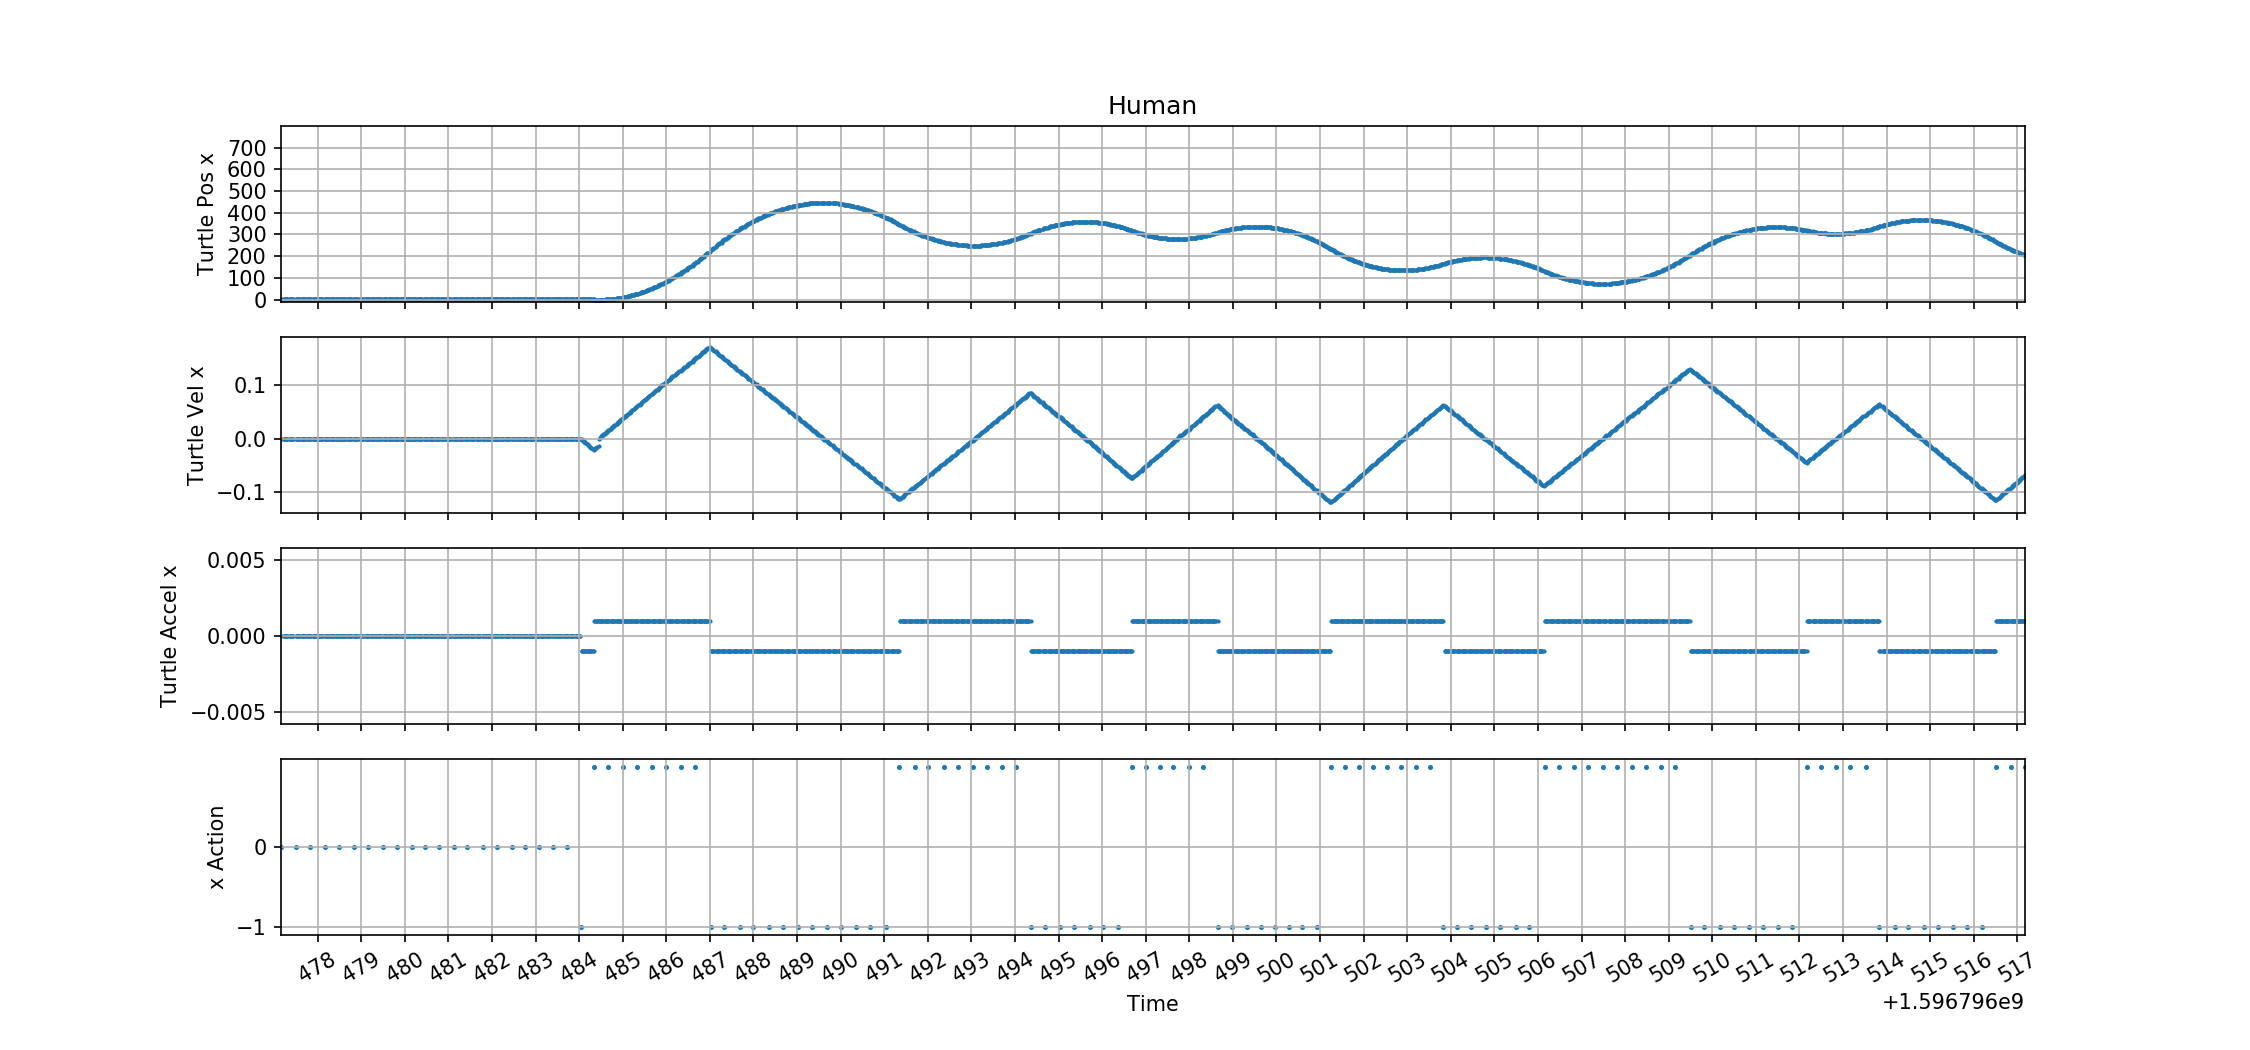 Human
Turtle Pos x
700
600
500
400
300
200
100
0
Turtle Vel x
0.1
0.0
−0.1
Turtle Accel x
0.005
0.000
−0.005
x Action
0
−1
478 479 480 481 482 483 484 485 486 487 488 489 490 491 492 493 494 495 496 497 498 499 500 501 502 503 504 505 506 507 508 509 510 511 512 513 514 515 516 517
Time
+1.596796e9